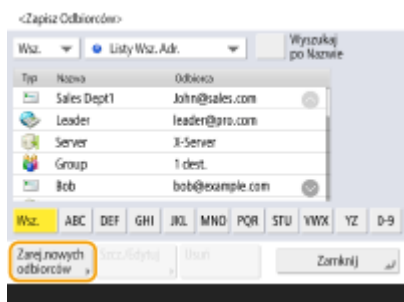 <Zapisz Odbiorców>
Wsz. Listy Wsz. Adr. Wyszukaj
po Nazwie
Typ Nazwa Odbiorca
Sales Dept1 John@sales.com
Leader leader@pro.com
Server X-Server
Group 1 dest.
Bob bob@example.com
Wsz. ABC DEF GHI JKL MNO PQR STU VWX YZ 0-9
Zarej.nowych Szcz./Edytuj Usuń Zamknij
odbiorców